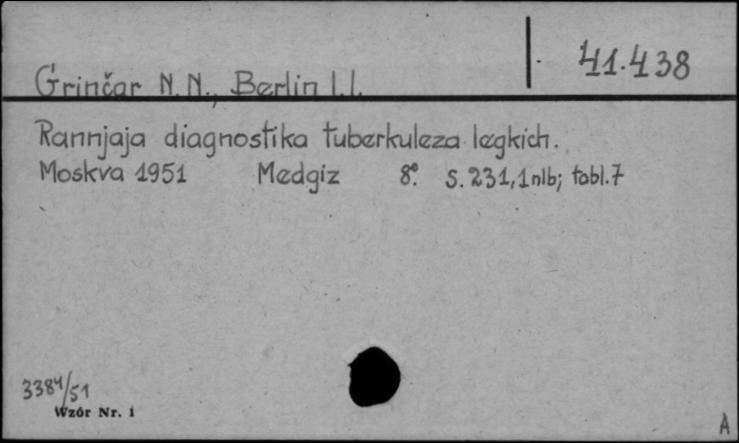 41.438
Grinčar N. N., Berlin I. I.
Rannjaja diagnostika tuberkuleza legkich.
Moskva 1951 Medgiz 8° S. 231, 1 nlb; tabl. 7
3384/51
Wzór Nr. 1
A